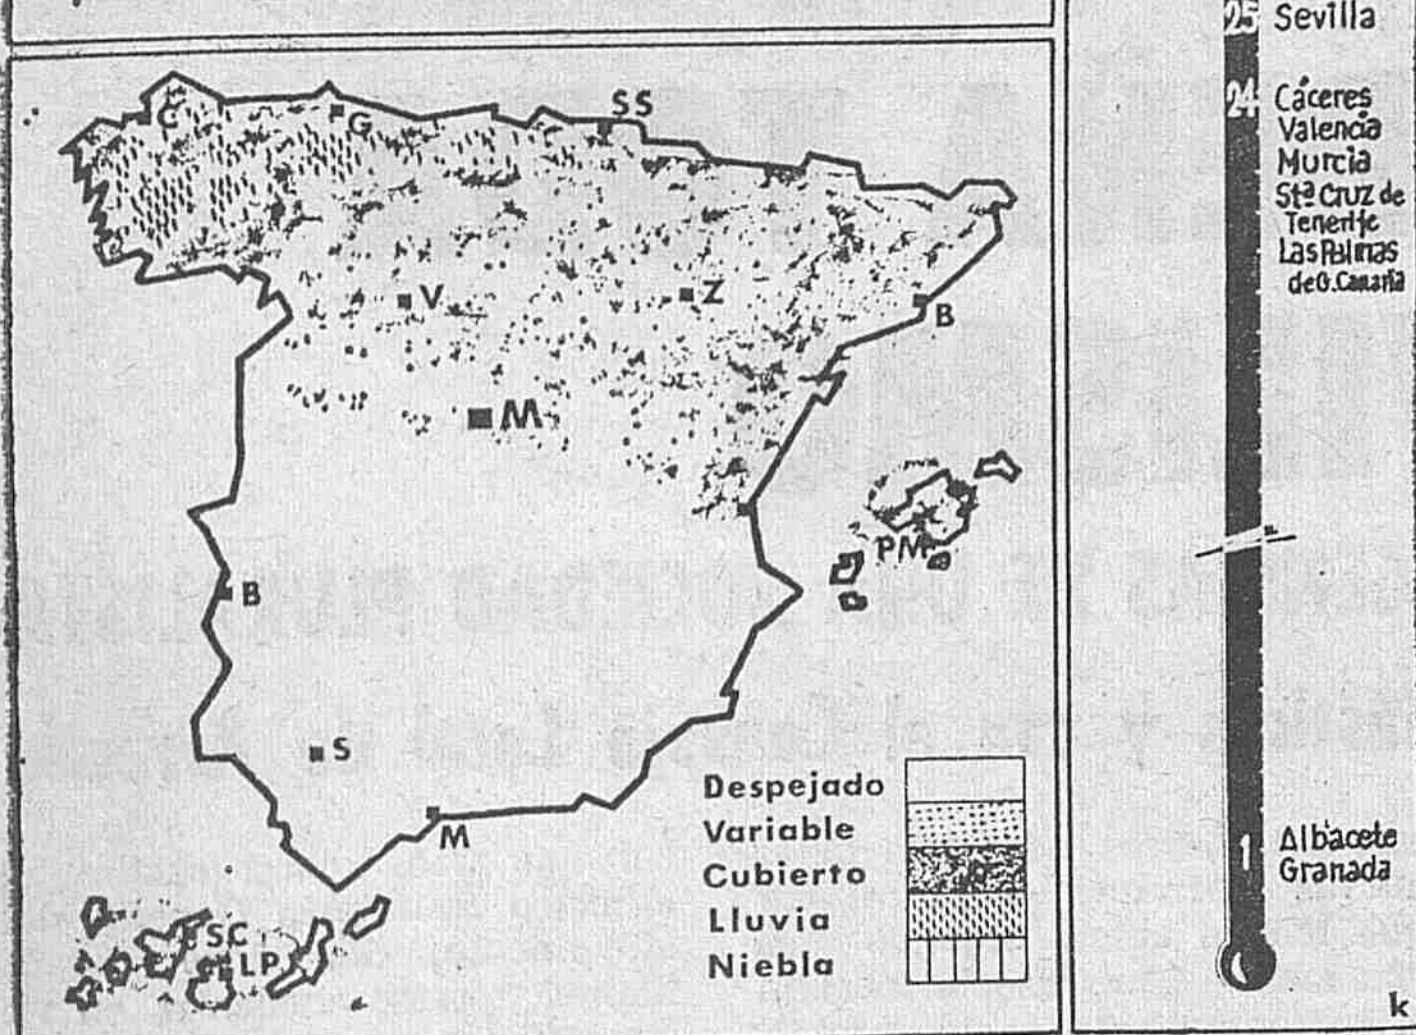 C
G
SS
V
Z
B
M
PM
B
S
M
SC
LP
Despejado
Variable
Cubierto
Lluvia
Niebla
25 Sevilla
24 Cáceres
Valencia
Murcia
Stª Cruz de
Tenerife
Las Palmas
de G. Canaria
1 Albacete
Granada
k